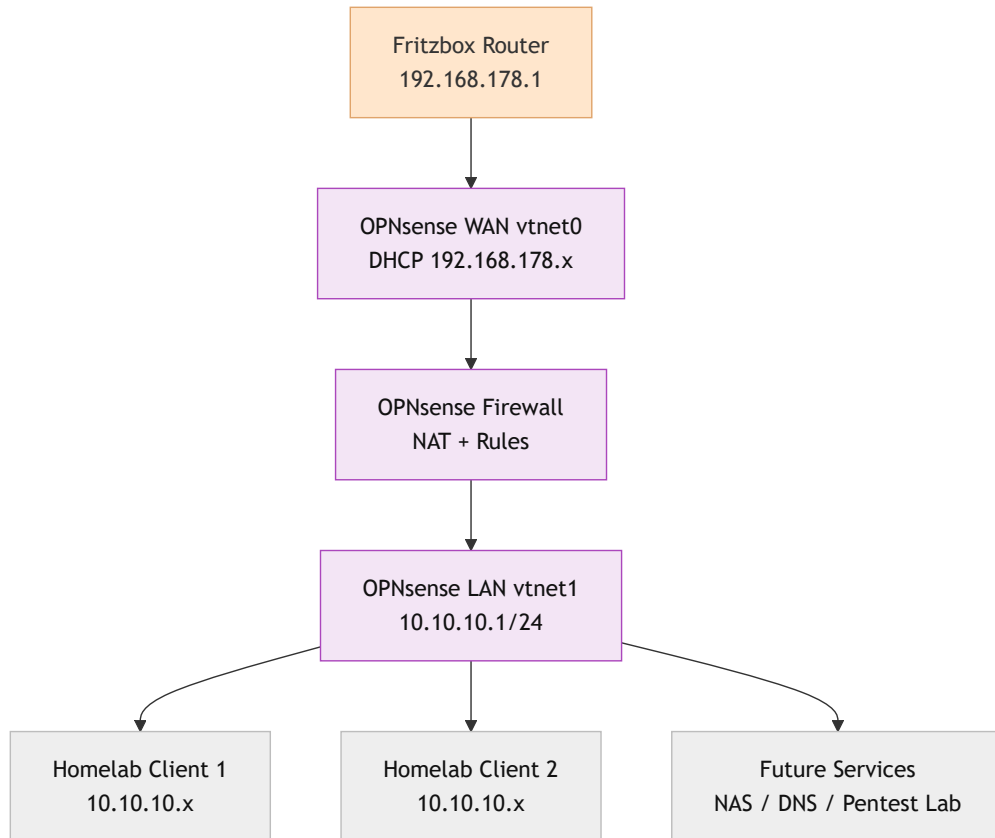 Fritzbox Router
192.168.178.1
OPNsense WAN vtnet0
DHCP 192.168.178.x
OPNsense Firewall
NAT + Rules
OPNsense LAN vtnet1
10.10.10.1/24
Homelab Client 1
10.10.10.x
Homelab Client 2
10.10.10.x
Future Services
NAS / DNS / Pentest Lab